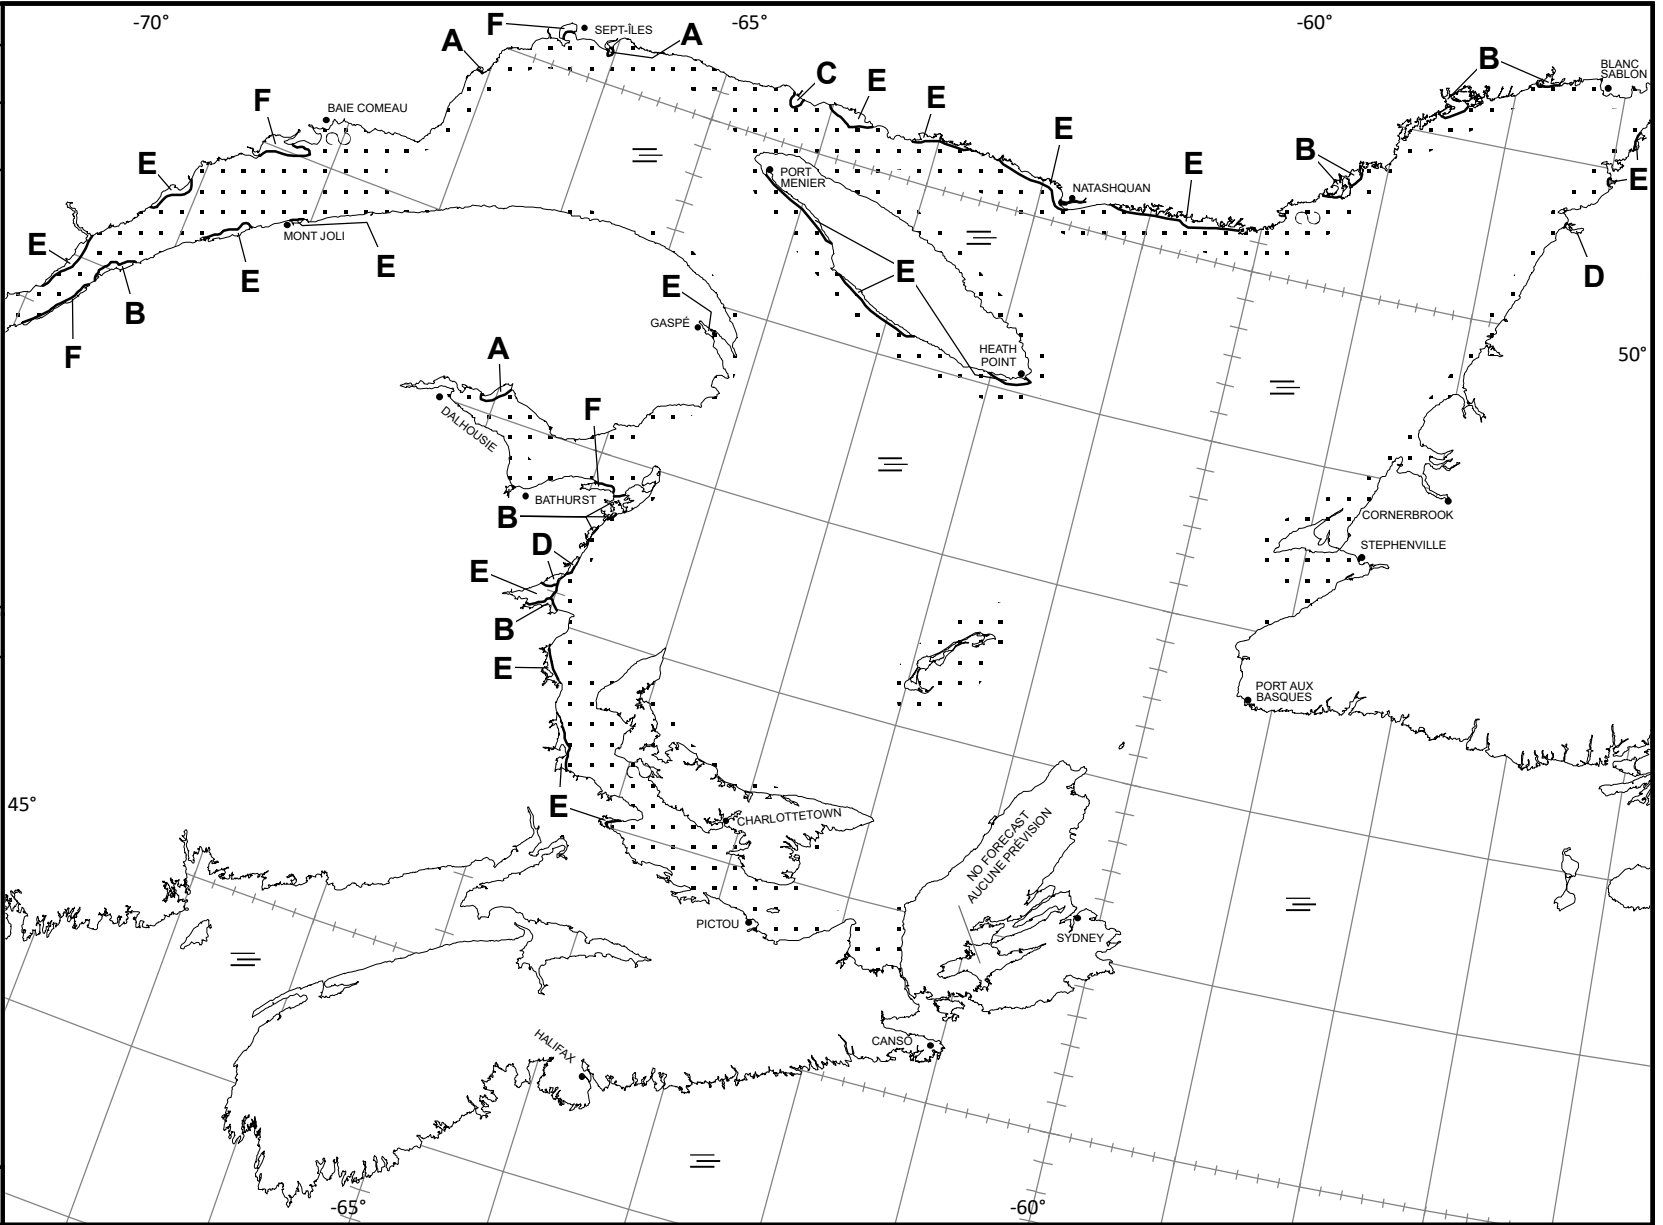 -70°
-65°
-60°
F
SEPT-ÎLES
A
A
B
BLANC
SABLON
C
E
E
F
BAIE COMEAU
E
B
E
E
E
PORT
MENIER
NATASHQUAN
E
MONT JOLI
E
E
E
E
D
B
F
E
GASPÉ
HEATH
POINT
50°
A
DALHOUSIE
F
BATHURST
B
CORNERBROOK
D
STEPHENVILLE
E
B
E
PORT AUX
BASQUES
45°
E
CHARLOTTETOWN
NO FORECAST
AUCUNE PRÉVISION
PICTOU
SYDNEY
HALIFAX
CANSO
-65°
-60°